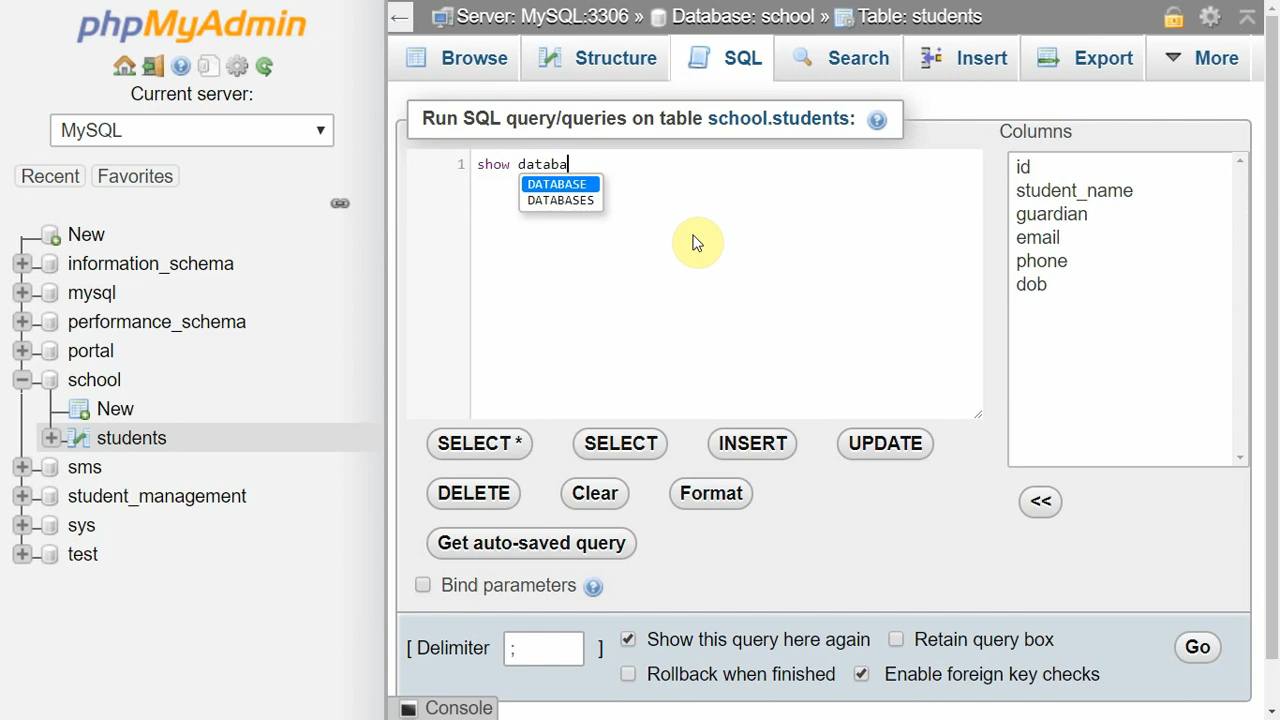 phpMyAdmin
Current server:
MySQL
Recent
Favorites
New
information_schema
mysql
performance_schema
portal
school
New
students
sms
student_management
sys
test
Server: MySQL:3306 » Database: school » Table: students
Browse
Structure
SQL
Search
Insert
Export
More
Run SQL query/queries on table school.students:
1 show databa
DATABASE
DATABASES
Columns
id
student_name
guardian
email
phone
dob
<<
SELECT *
SELECT
INSERT
UPDATE
DELETE
Clear
Format
Get auto-saved query
Bind parameters
[ Delimiter ; ]
Show this query here again
Retain query box
Rollback when finished
Enable foreign key checks
Go
Console